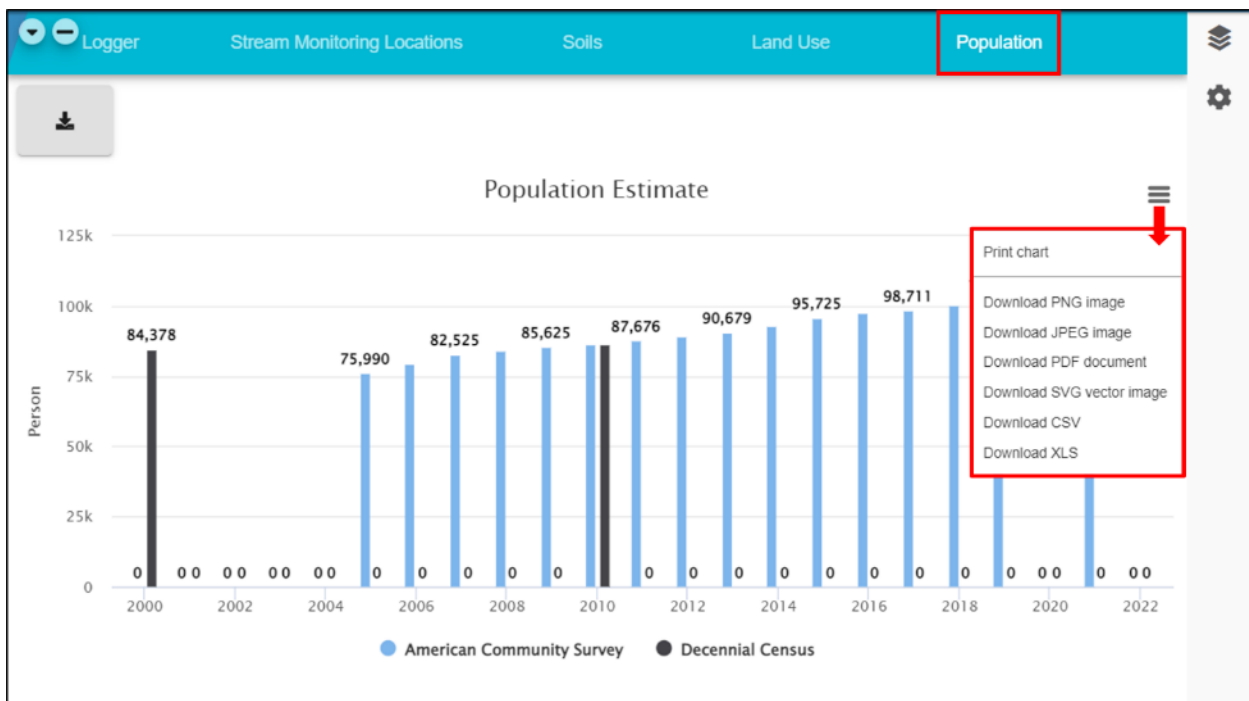 Logger Stream Monitoring Locations Soils Land Use Population
Population Estimate
Print chart
Download PNG image
Download JPEG image
Download PDF document
Download SVG vector image
Download CSV
Download XLS
125k
100k
75k
50k
25k
0
Person
84,378
75,990
82,525
85,625
87,676
90,679
95,725
98,711
0 0 0 0 0 0 0 0 0 0 0 0 0 0 0 0 0 0 0 0 0 0 0 0 0 0 0
2000 2002 2004 2006 2008 2010 2012 2014 2016 2018 2020 2022
American Community Survey Decennial Census